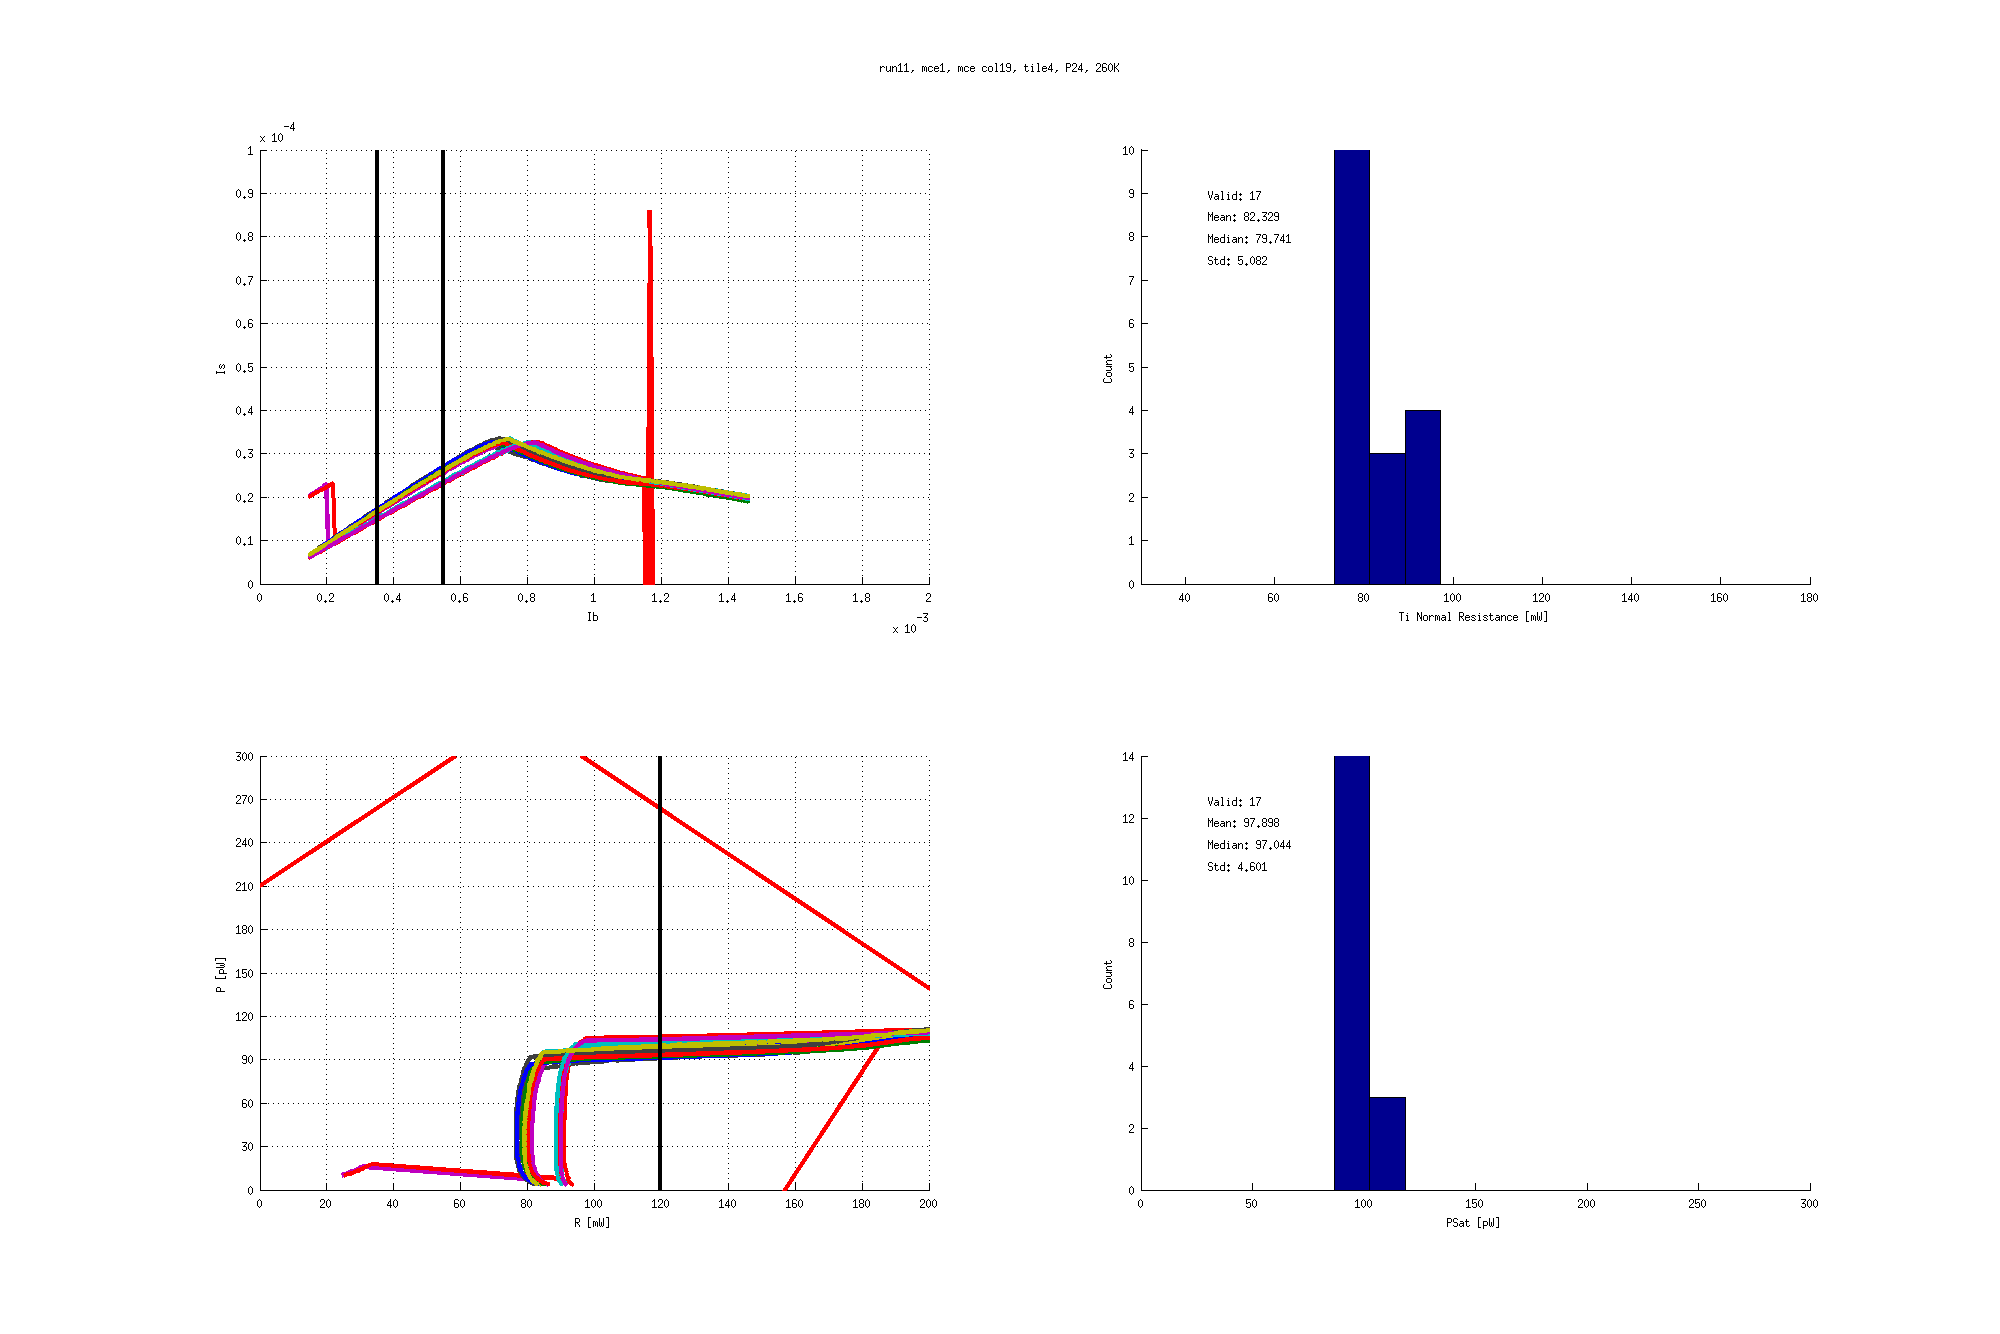 run11, mce1, mce col19, tile4, P24, 260K
x 10
-4
1
0.9
0.8
0.7
0.6
0.5
0.4
0.3
0.2
0.1
0
Is
0 0.2 0.4 0.6 0.8 1 1.2 1.4 1.6 1.8 2
Ib
x 10
-3
10
9
8
7
6
5
4
3
2
1
0
Count
Valid: 17
Mean: 82.329
Median: 79.741
Std: 5.082
40 60 80 100 120 140 160 180
Ti Normal Resistance [mW]
300
270
240
210
180
150
120
90
60
30
0
P [pW]
0 20 40 60 80 100 120 140 160 180 200
R [mW]
14
12
10
8
6
4
2
0
Count
Valid: 17
Mean: 97.898
Median: 97.044
Std: 4.601
0 50 100 150 200 250 300
PSat [pW]